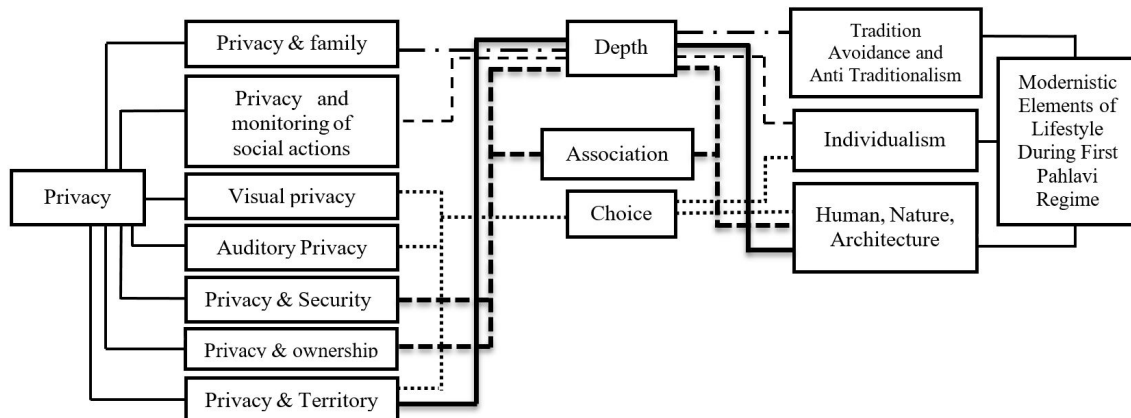 Privacy
Privacy & family
Privacy and
monitoring of
social actions
Visual privacy
Auditory Privacy
Privacy & Security
Privacy & ownership
Privacy & Territory
Depth
Association
Choice
Tradition
Avoidance and
Anti Traditionalism
Individualism
Human, Nature,
Architecture
Modernistic
Elements of
Lifestyle
During First
Pahlavi
Regime